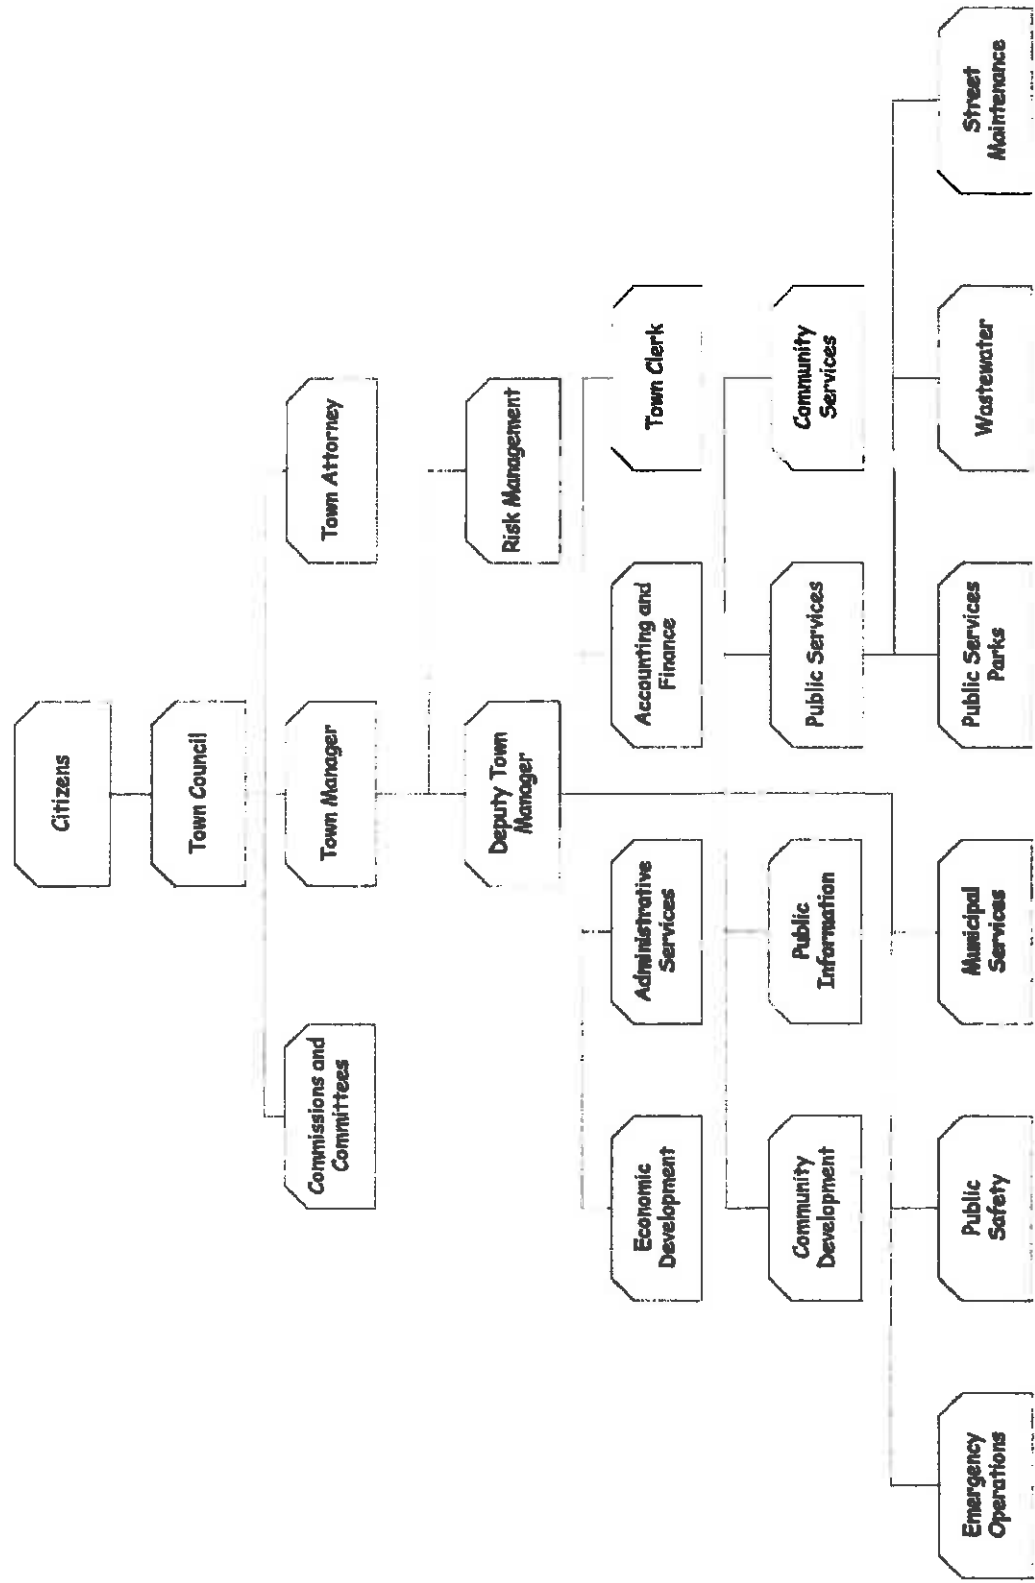 Citizens
Town Council
Commissions and
Committees
Town Manager
Town Attorney
Deputy Town
Manager
Risk Management
Economic
Development
Administrative
Services
Accounting and
Finance
Town Clerk
Community
Development
Public
Information
Public Services
Community
Services
Emergency
Operations
Public
Safety
Municipal
Services
Public Services
Parks
Wastewater
Street
Maintenance